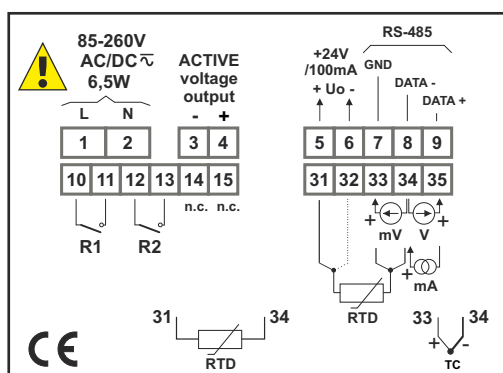 85-260V
AC/DC
6,5W
L N
ACTIVE
voltage
output
- +
+24V
/100mA
+ Uo -
RS-485
GND
DATA -
DATA +
1 2 3 4 5 6 7 8 9
10 11 12 13 14 15 31 32 33 34 35
n.c. n.c.
R1 R2
+ mV V +
+ mA
RTD
31 34
RTD
33 34
+ -
TC
CE